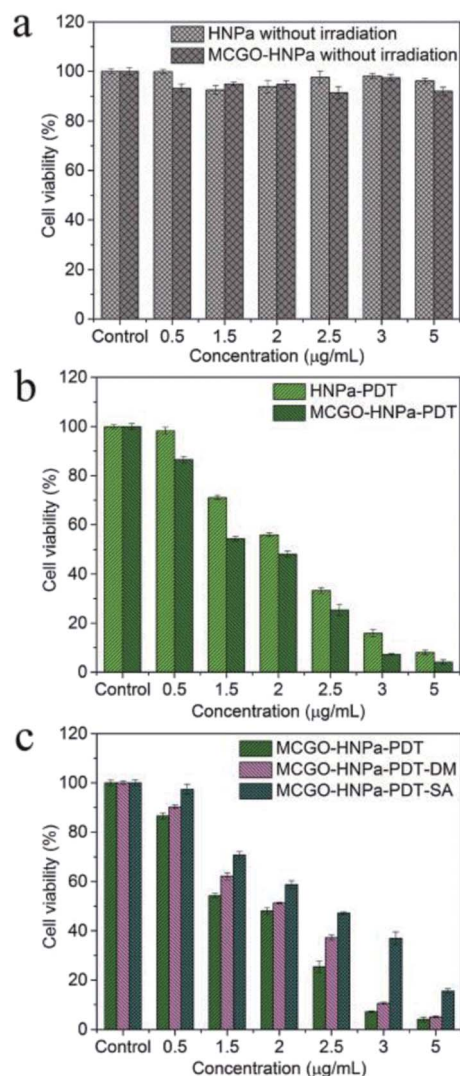 a
HNPa without irradiation
MCGO-HNPa without irradiation
120
100
80
60
40
20
0
Cell viability (%)
Control 0.5 1.5 2 2.5 3 5
Concentration (μg/mL)
b
HNPa-PDT
MCGO-HNPa-PDT
120
100
80
60
40
20
0
Cell viability (%)
Control 0.5 1.5 2 2.5 3 5
Concentration (μg/mL)
c
MCGO-HNPa-PDT
MCGO-HNPa-PDT-DM
MCGO-HNPa-PDT-SA
120
100
80
60
40
20
0
Cell viability (%)
Control 0.5 1.5 2 2.5 3 5
Concentration (μg/mL)